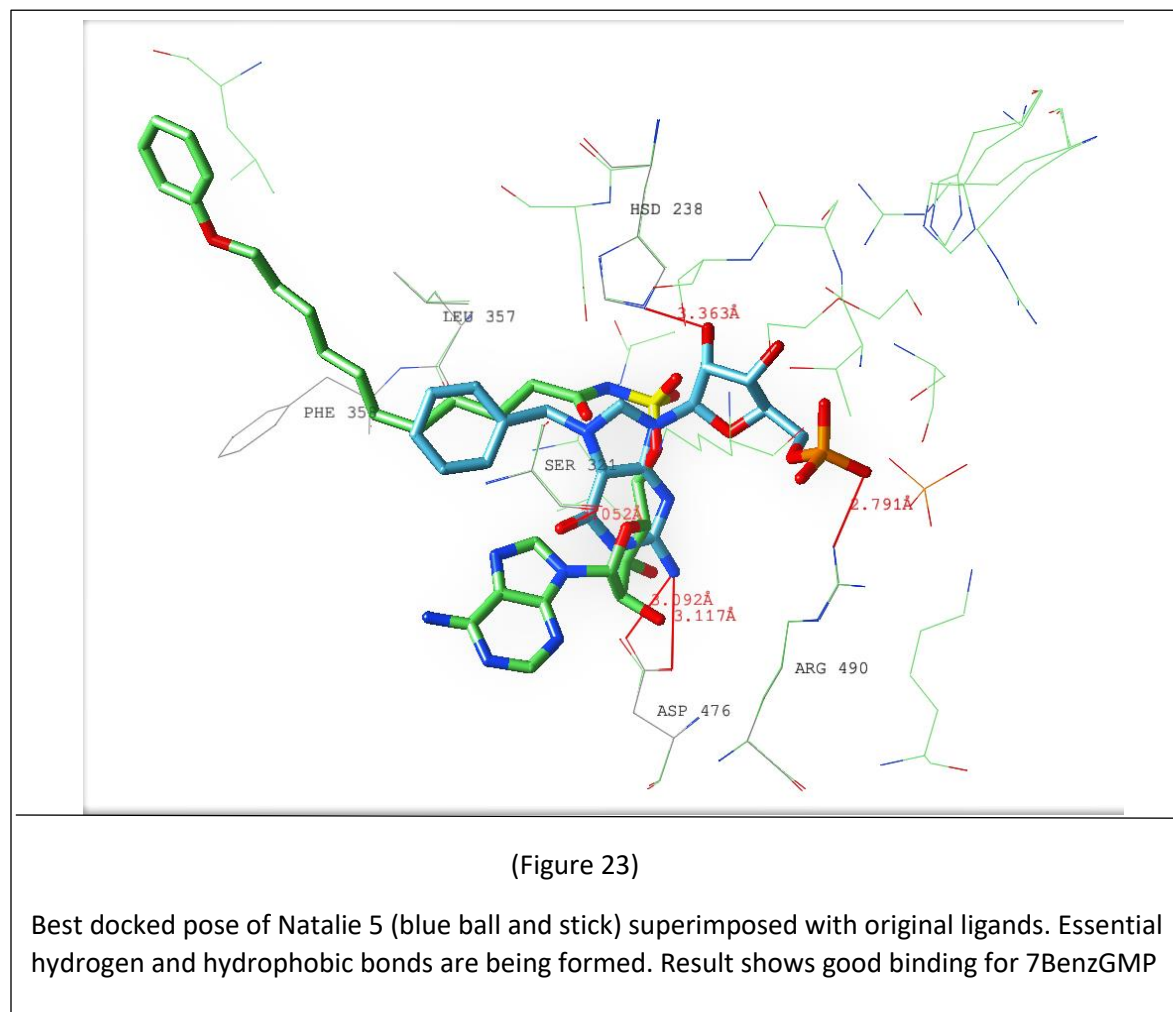 HSD 238
3.363Å
LEU 357
PHE 35
SER 321
2.791Å
.052Å
3.092Å
3.117Å
ARG 490
ASP 476
(Figure 23)
Best docked pose of Natalie 5 (blue ball and stick) superimposed with original ligands. Essential
hydrogen and hydrophobic bonds are being formed. Result shows good binding for 7BenzGMP